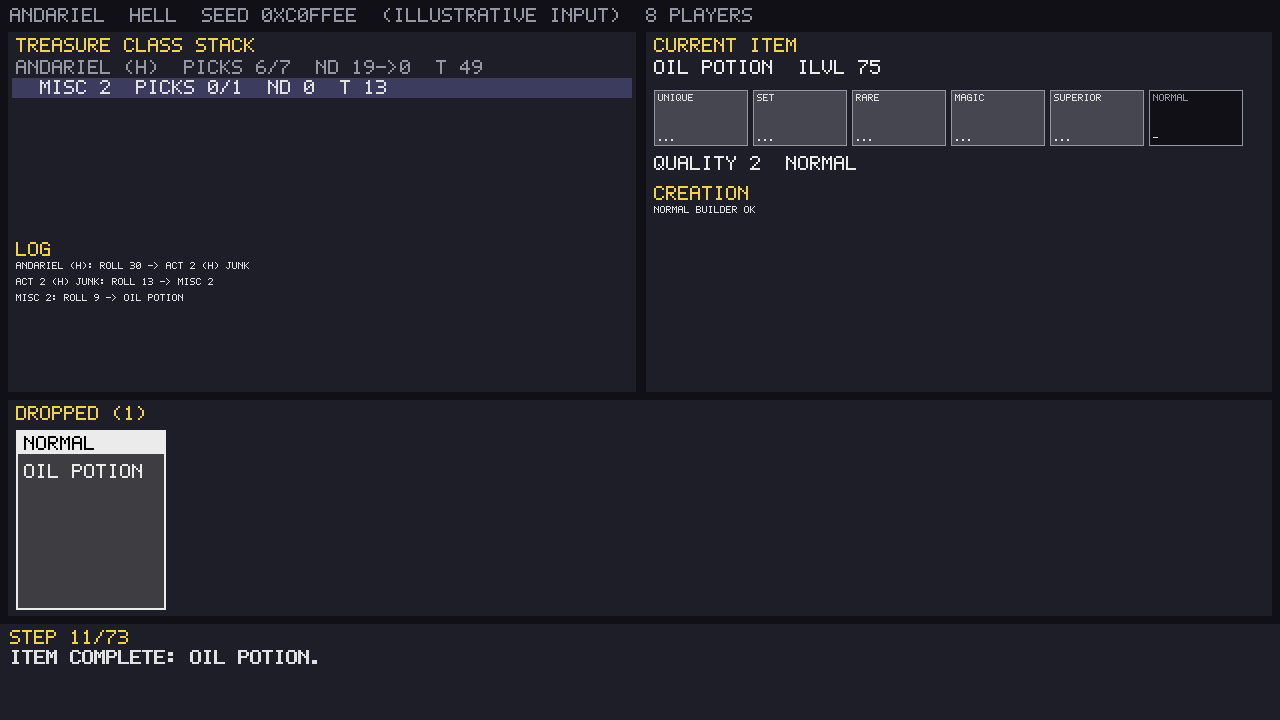 ANDARIEL  HELL  SEED 0XC0FFEE  (ILLUSTRATIVE INPUT)  8 PLAYERS
TREASURE CLASS STACK
ANDARIEL (H)  PICKS 6/7  ND 19->0  T 49
MISC 2  PICKS 0/1  ND 0  T 13
LOG
ANDARIEL (H): ROLL 30 -> ACT 2 (H) JUNK
ACT 2 (H) JUNK: ROLL 13 -> MISC 2
MISC 2: ROLL 9 -> OIL POTION
CURRENT ITEM
OIL POTION  ILVL 75
UNIQUE  SET  RARE  MAGIC  SUPERIOR  NORMAL
...  ...  ...  ...  ...  _
QUALITY 2  NORMAL
CREATION
NORMAL BUILDER OK
DROPPED (1)
NORMAL
OIL POTION
STEP 11/73
ITEM COMPLETE: OIL POTION.